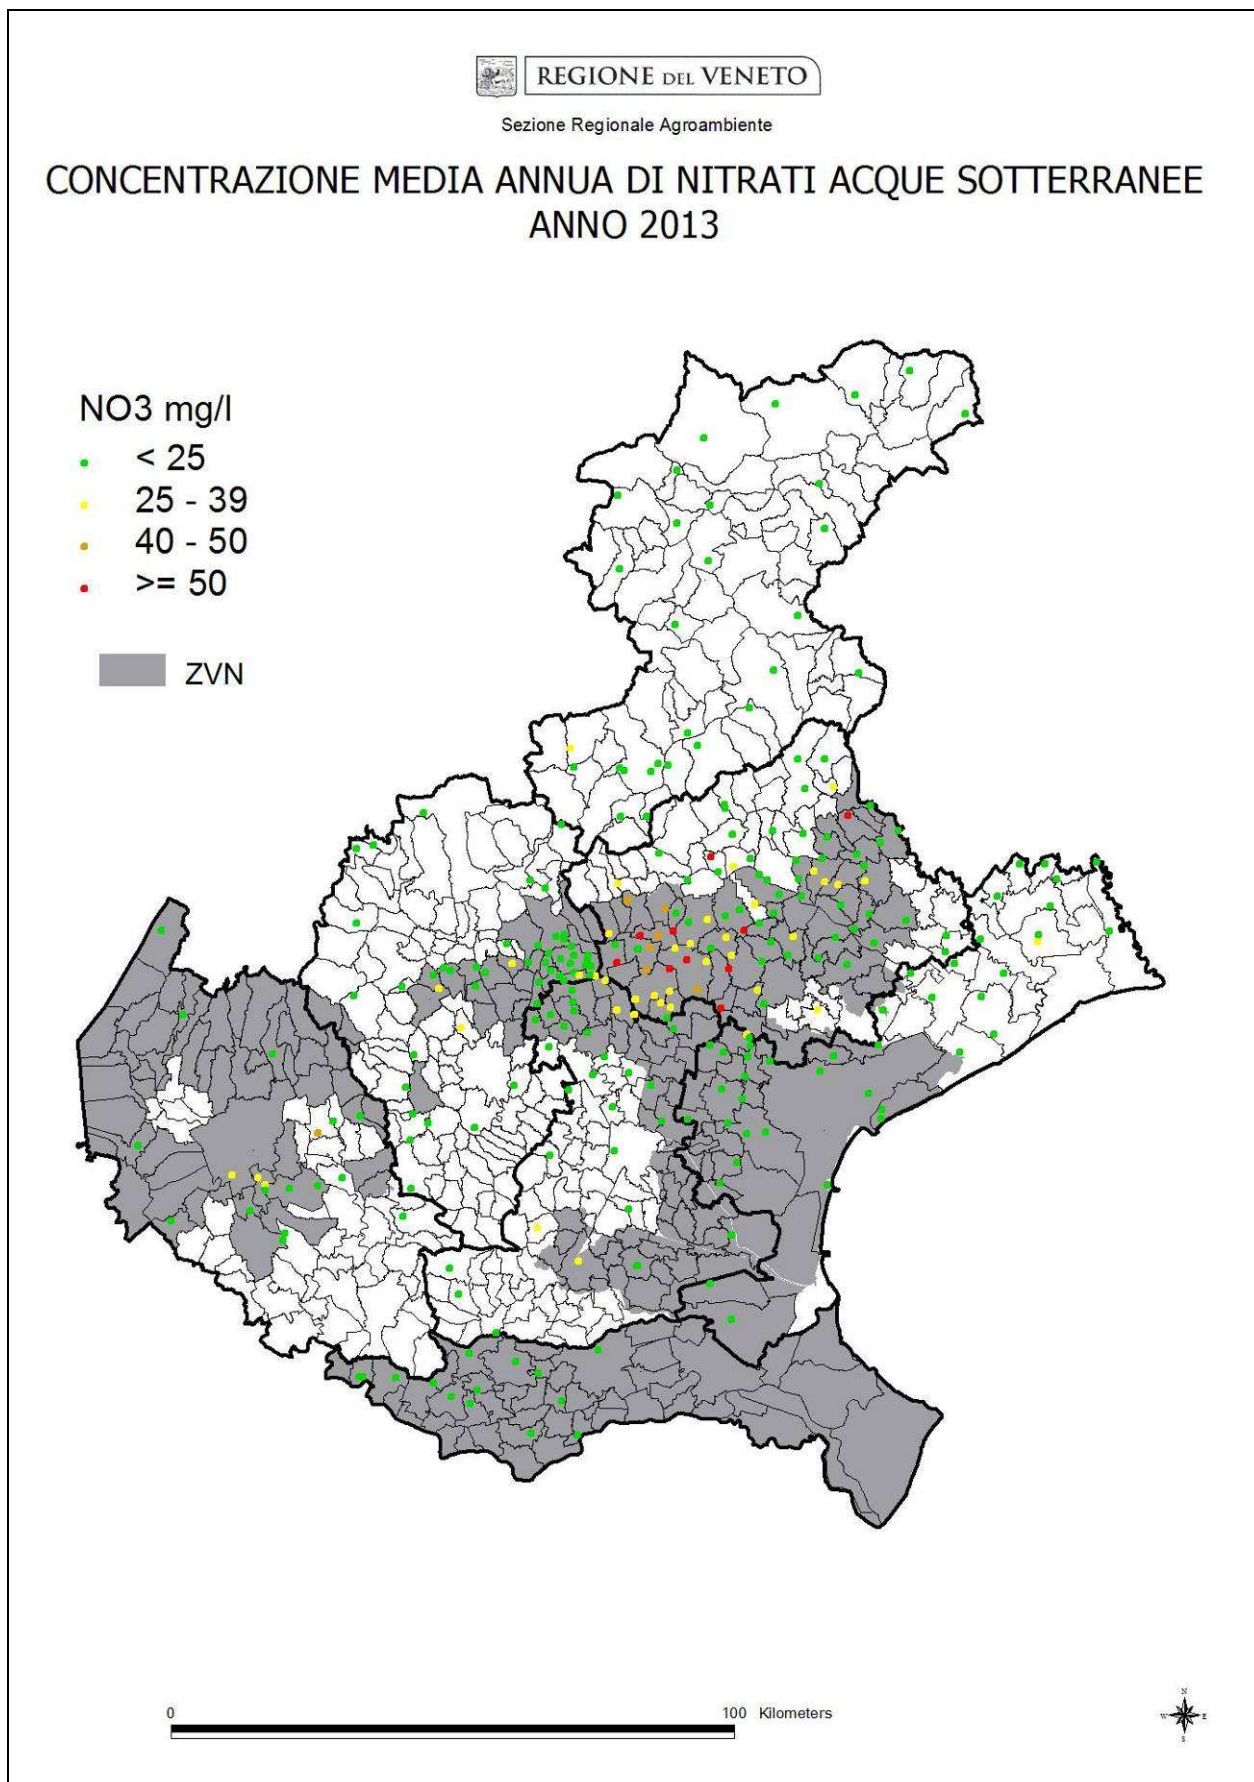 REGIONE DEL VENETO
Sezione Regionale Agroambiente
CONCENTRAZIONE MEDIA ANNUA DI NITRATI ACQUE SOTTERRANEE
ANNO 2013
NO3 mg/l
< 25
25 - 39
40 - 50
>= 50
ZVN
0 100 Kilometers
N
W E
S